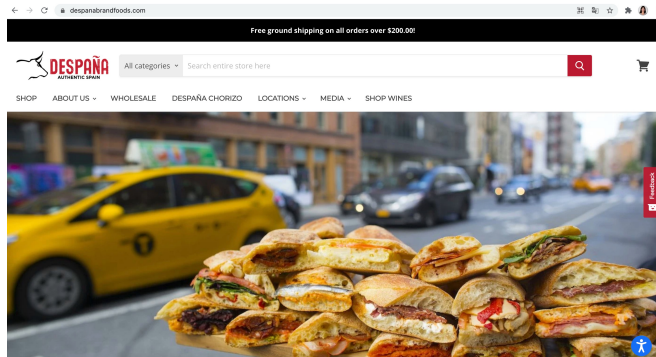 despanabrandfoods.com
Free ground shipping on all orders over $200.00!
DESPAÑA
AUTHENTIC SPAIN
All categories
Search entire store here
SHOP ABOUT US WHOLESALE DESPAÑA CHORIZO LOCATIONS MEDIA SHOP WINES
Feedback